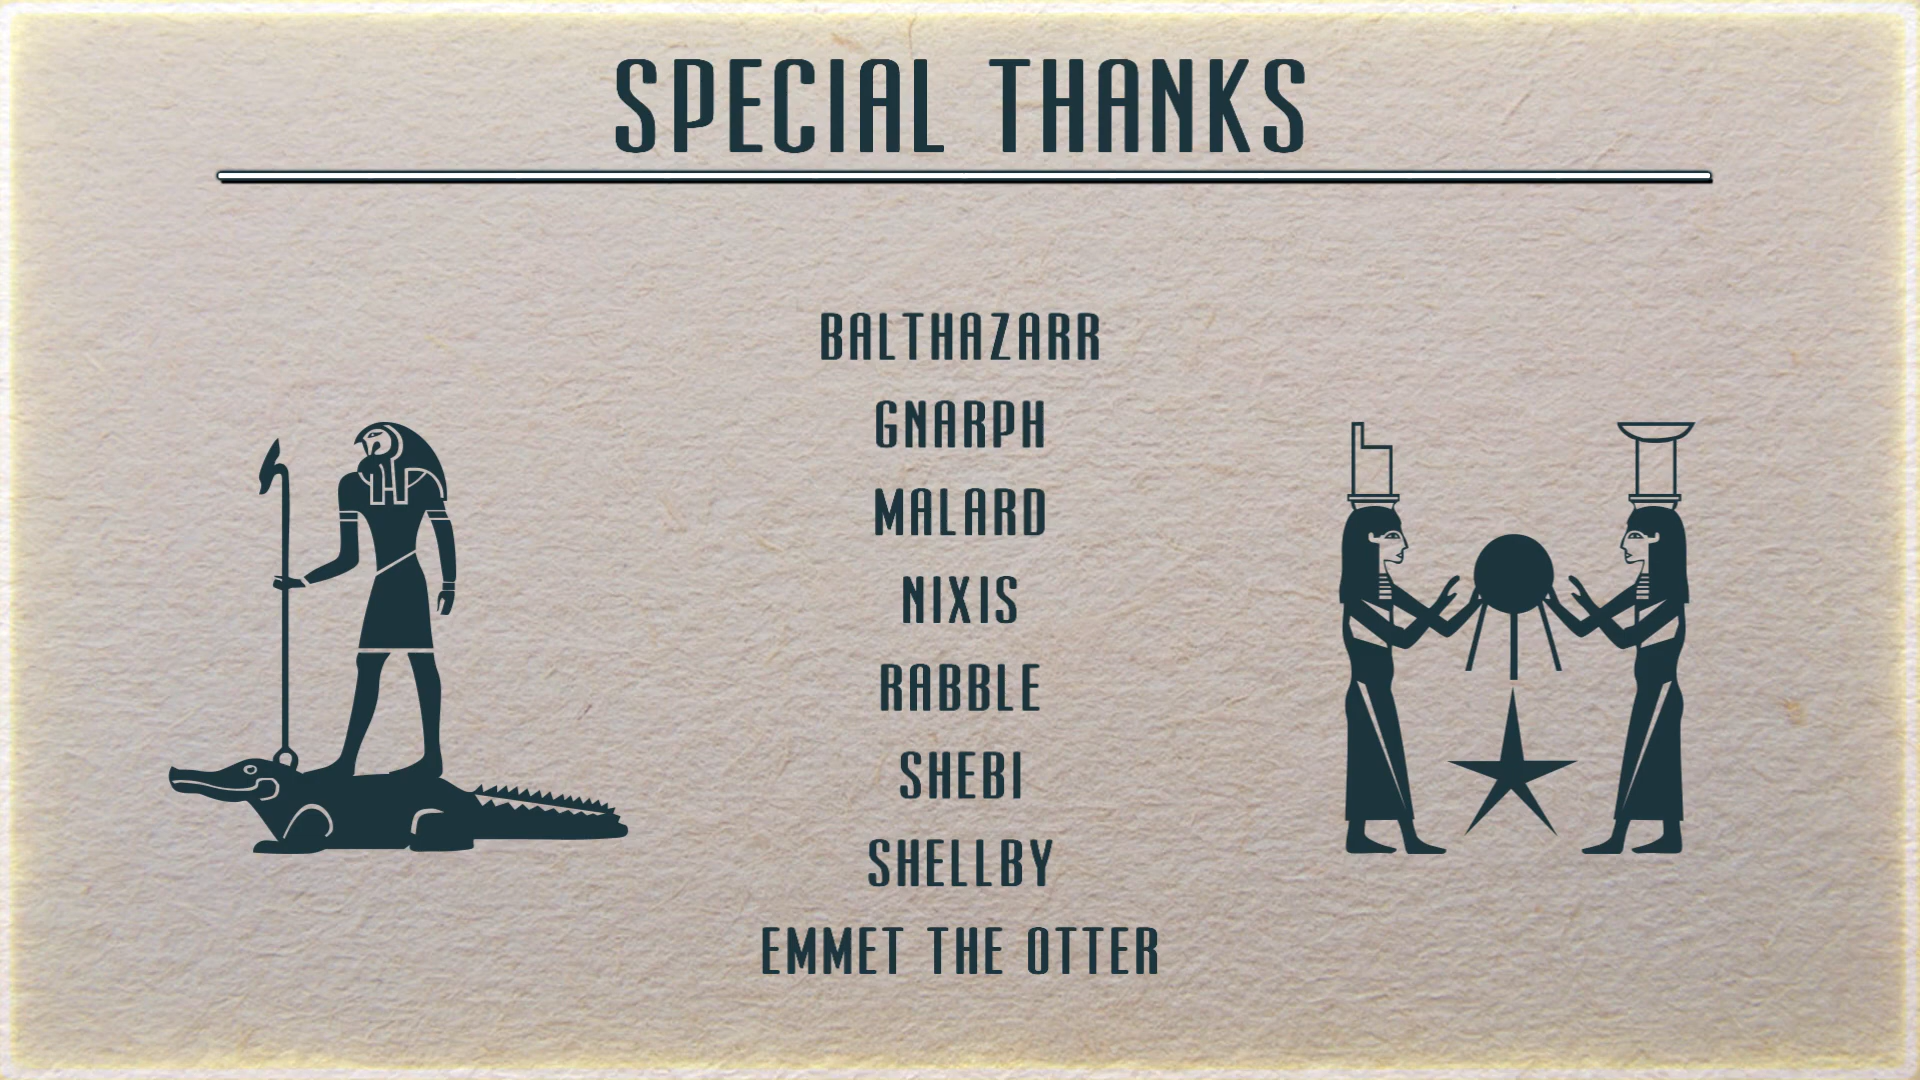 SPECIAL THANKS
BALTHAZARR
GNARPH
MALARD
NIXIS
RABBLE
SHEBI
SHELLBY
EMMET THE OTTER